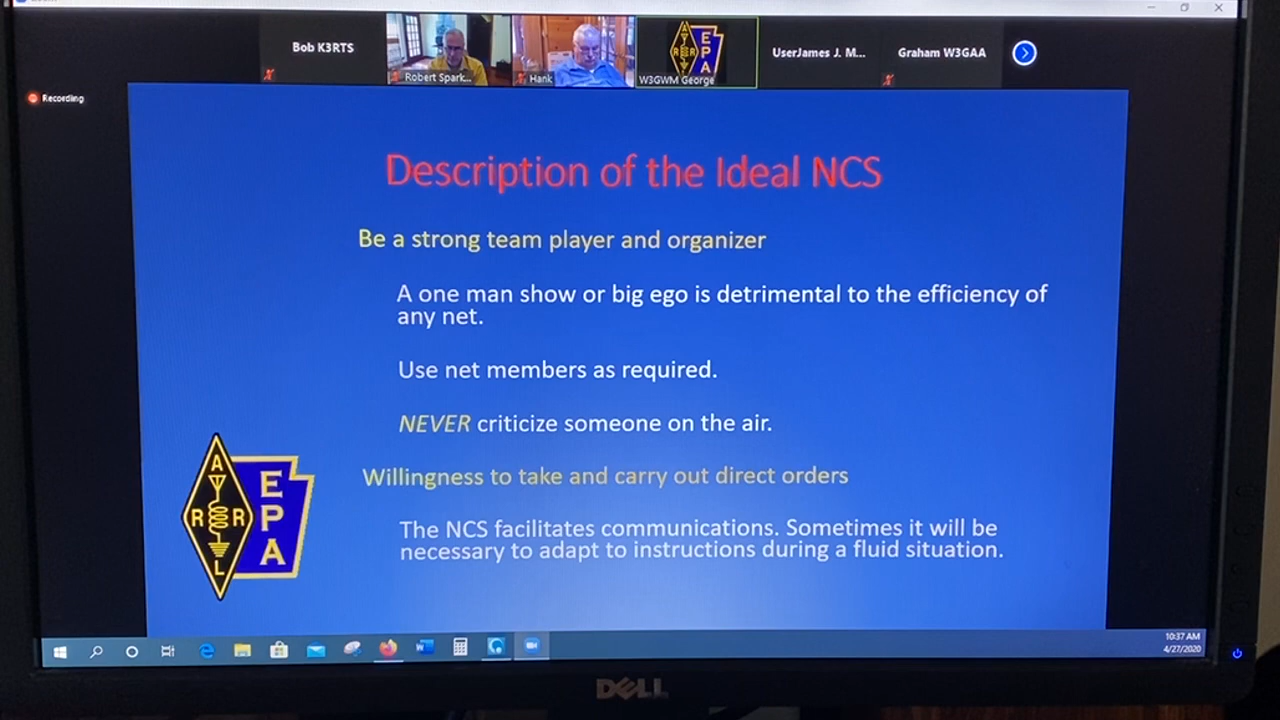 Bob K3RTS
Robert Spark...
Hank
A
R R
L
E
P
A
W3GWM George
UserJames J. M...
Graham W3GAA
Recording
Description of the Ideal NCS
Be a strong team player and organizer
A one man show or big ego is detrimental to the efficiency of
any net.
Use net members as required.
NEVER criticize someone on the air.
Willingness to take and carry out direct orders
The NCS facilitates communications. Sometimes it will be
necessary to adapt to instructions during a fluid situation.
A
R R
L
E
P
A
10:37 AM
4/27/2020
DELL